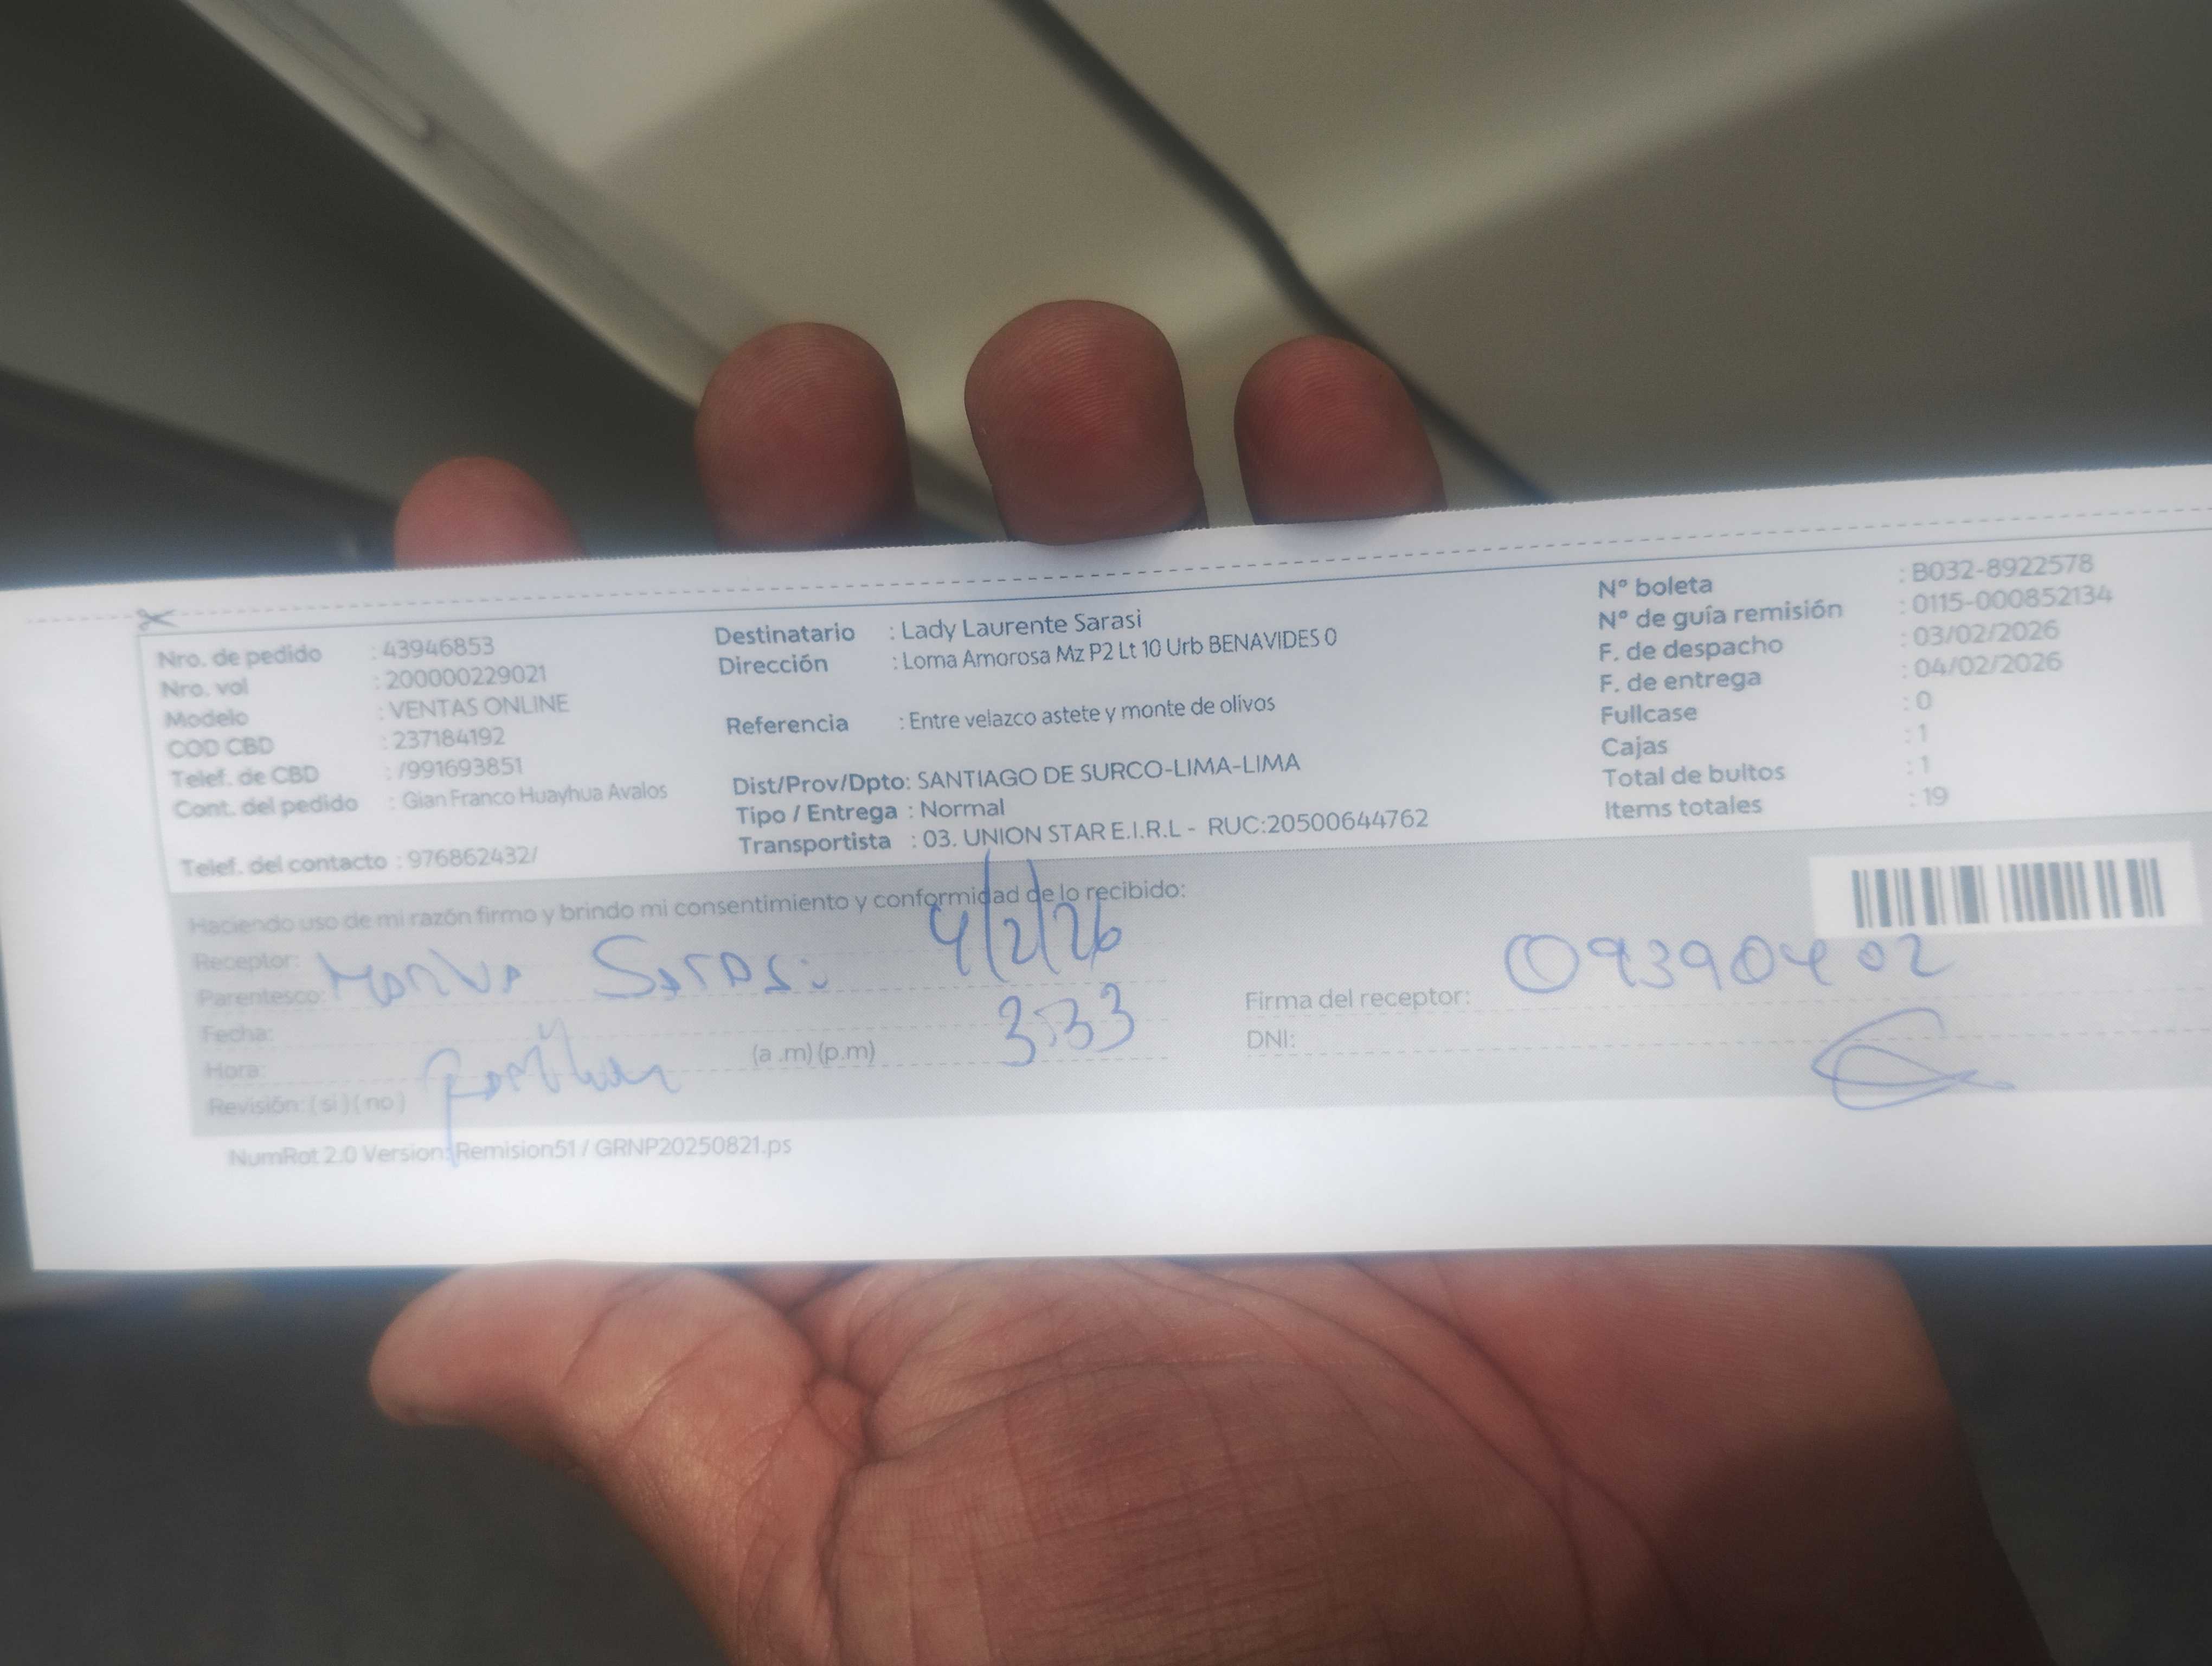 Nro. de pedido : 43946853
Nro. vol : 200000229021
Modelo : VENTAS ONLINE
COD CBD : 237184192
Telef. de CBD : /991693851
Cont. del pedido : Gian Franco Huayhua Avalos
Telef. del contacto : 976862432/
Destinatario : Lady Laurente Sarasi
Dirección : Loma Amorosa Mz P2 Lt 10 Urb BENAVIDES 0
Referencia : Entre velazco astete y monte de olivos
Dist/Prov/Dpto: SANTIAGO DE SURCO-LIMA-LIMA
Tipo / Entrega : Normal
Transportista : 03. UNION STAR E.I.R.L - RUC:20500644762
N° boleta : B032-8922578
N° de guía remisión : 0115-000852134
F. de despacho : 03/02/2026
F. de entrega : 04/02/2026
Fullcase : 0
Cajas : 1
Total de bultos : 1
Items totales : 19
Haciendo uso de mi razón firmo y brindo mi consentimiento y conformidad de lo recibido:
Receptor: Sarasi 4/2/26
Parentesco:
Fecha:
Hora: (a .m) (p.m) 3:33
Revisión: ( si ) ( no )
Firma del receptor: 09390402
DNI:
NumRot 2.0 Version: Remision51 / GRNP20250821.ps